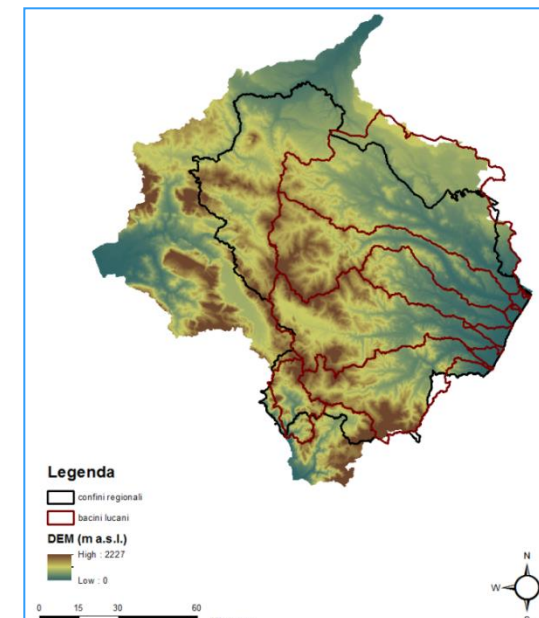 Legenda
confini regionali
bacini lucani
DEM (m a.s.l.)
High : 2227
Low : 0
N
W
0 15 30 60